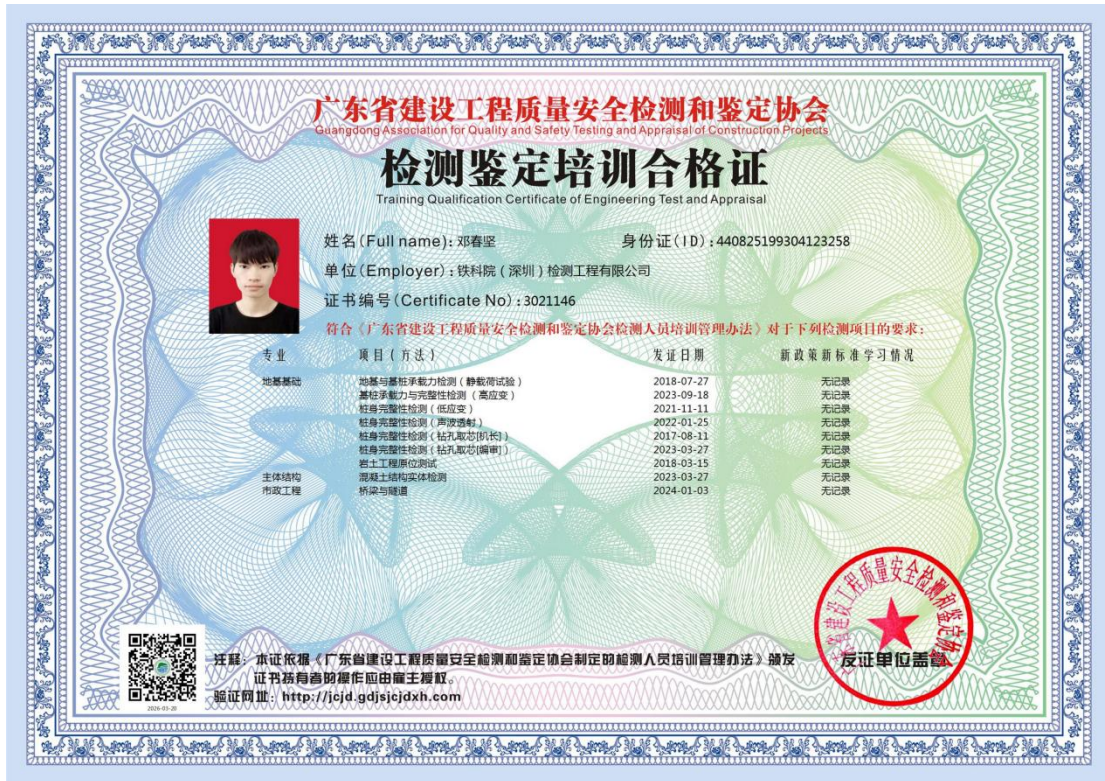 广东省建设工程质量安全检测和鉴定协会
Guangdong Association for Quality and Safety Testing and Appraisal of Construction Projects
检测鉴定培训合格证
Training Qualification Certificate of Engineering Test and Appraisal
姓名(Full name):邓春坚 身份证(ID):440825199304123258
单位(Employer):铁科院(深圳)检测工程有限公司
证书编号(Certificate No):3021146
符合《广东省建设工程质量安全检测和鉴定协会检测人员培训管理办法》对于下列检测项目的要求:
专业 项目(方法) 发证日期 新政策新标准学习情况
地基基础 地基与基桩承载力检测(静载荷试验) 2018-07-27 无记录
基桩承载力与完整性检测(高应变) 2023-09-18 无记录
桩身完整性检测(低应变) 2021-11-11 无记录
桩身完整性检测(声波透射) 2022-01-25 无记录
桩身完整性检测(钻孔取芯[机长]) 2017-08-11 无记录
桩身完整性检测(钻孔取芯[编审]) 2023-03-27 无记录
岩土工程原位测试 2018-03-15 无记录
主体结构 混凝土结构实体检测 2023-03-27 无记录
市政工程 桥梁与隧道 2024-01-03 无记录
广东省建设工程质量安全检测和鉴定协会
发证单位盖章
注释:本证依据《广东省建设工程质量安全检测和鉴定协会制定的检测人员培训管理办法》颁发
证书持有者的操作应由雇主授权。
验证网址:http://jcjd.gdjsjcjdxh.com
2026-03-20